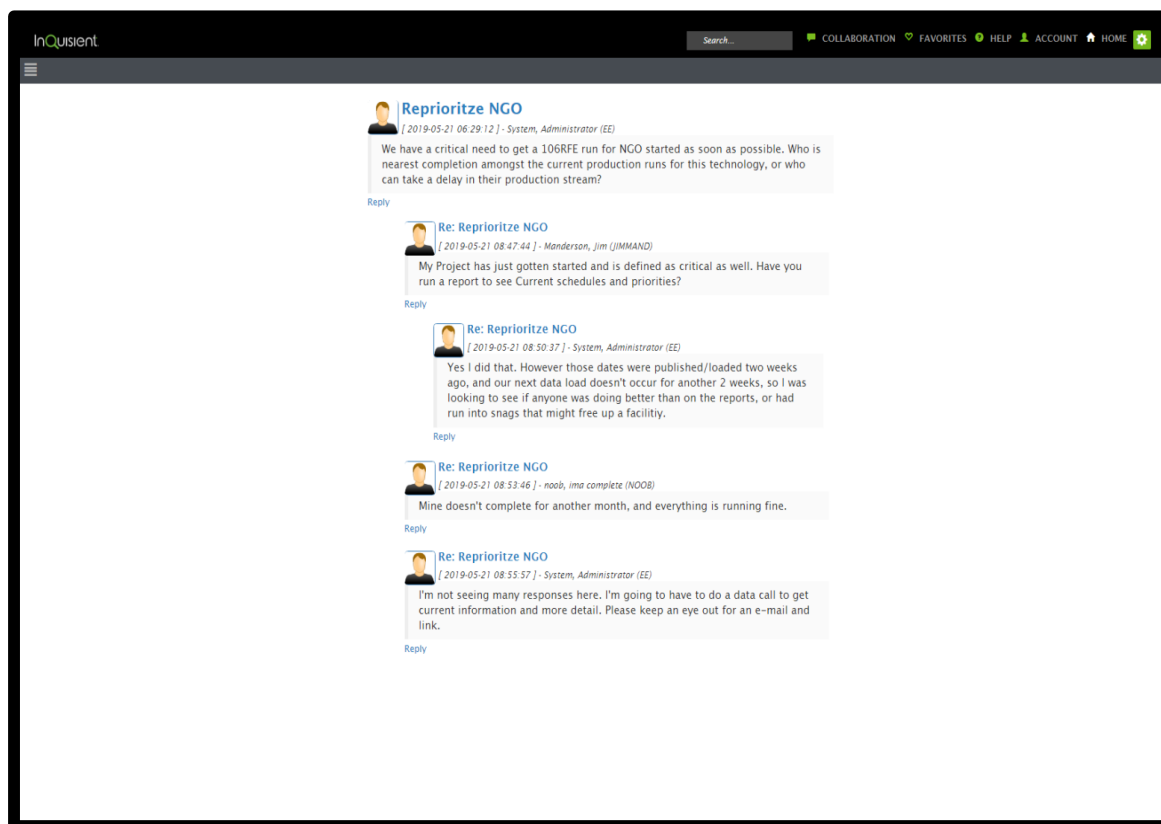 InQuisient
Search...
COLLABORATION
FAVORITES
HELP
ACCOUNT
HOME
Reprioritze NGO
[ 2019-05-21 06:29:12 ] - System, Administrator (EE)
We have a critical need to get a 106RFE run for NGO started as soon as possible. Who is
nearest completion amongst the current production runs for this technology, or who
can take a delay in their production stream?
Reply
Re: Reprioritze NGO
[ 2019-05-21 08:47:44 ] - Manderson, Jim (JIMMAND)
My Project has just gotten started and is defined as critical as well. Have you
run a report to see Current schedules and priorities?
Reply
Re: Reprioritze NGO
[ 2019-05-21 08:50:37 ] - System, Administrator (EE)
Yes I did that. However those dates were published/loaded two weeks
ago, and our next data load doesn't occur for another 2 weeks, so I was
looking to see if anyone was doing better than on the reports, or had
run into snags that might free up a facilitiy.
Reply
Re: Reprioritze NGO
[ 2019-05-21 08:53:46 ] - noob, ima complete (NOOB)
Mine doesn't complete for another month, and everything is running fine.
Reply
Re: Reprioritze NGO
[ 2019-05-21 08:55:57 ] - System, Administrator (EE)
I'm not seeing many responses here. I'm going to have to do a data call to get
current information and more detail. Please keep an eye out for an e-mail and
link.
Reply